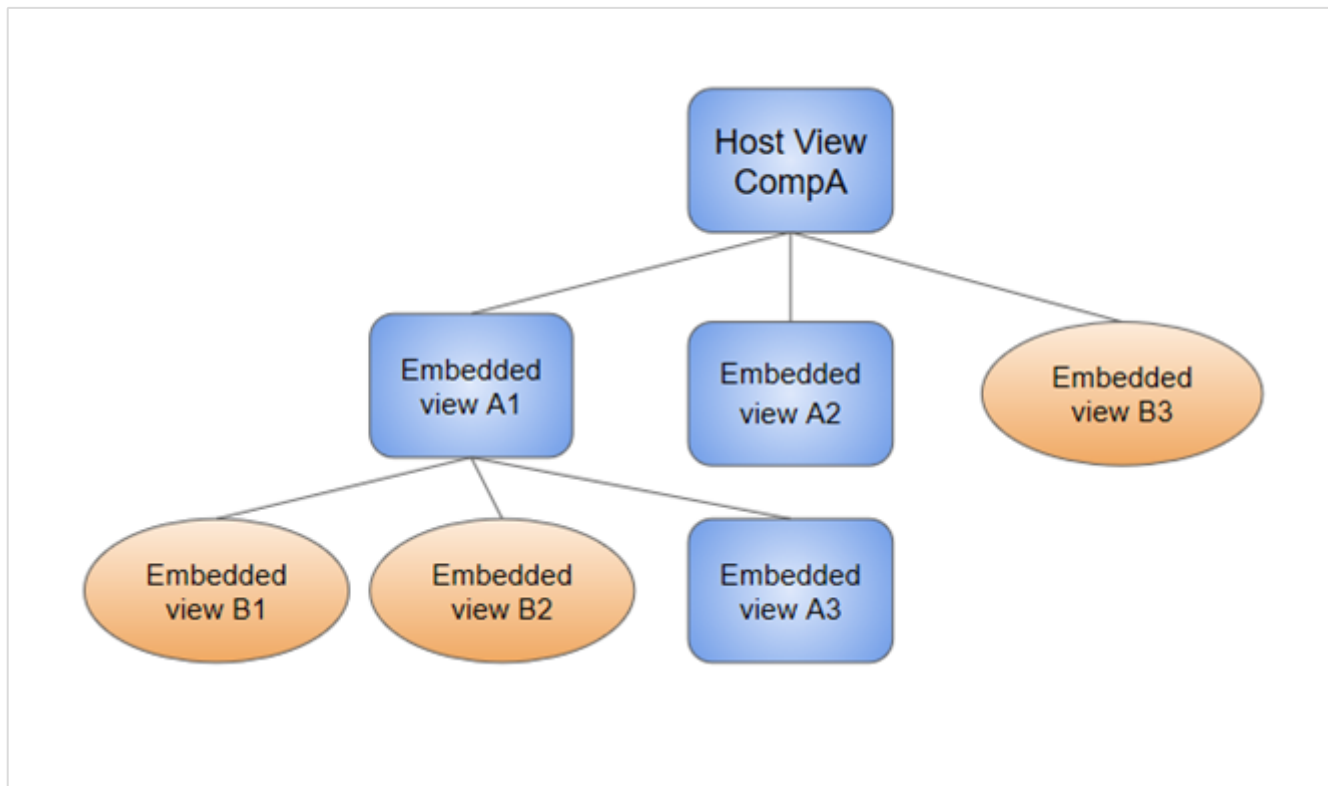 Host View
CompA
Embedded
view A1
Embedded
view A2
Embedded
view B3
Embedded
view B1
Embedded
view B2
Embedded
view A3